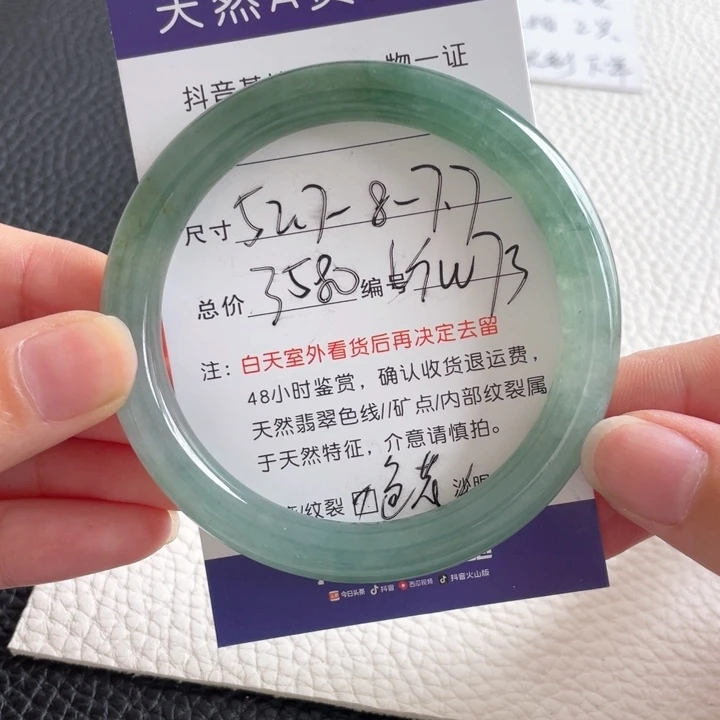 天然A货
物一证
抖音基地
尺寸 52.7-8-7.7
总价 3580 编号
注：白天室外看货后再决定去留
48小时鉴赏，确认收货退运费，
天然翡翠色线//矿点/内部纹裂属
于天然特征，介意请慎拍。
/纹裂
今日头条 抖音 西瓜视频 抖音火山版